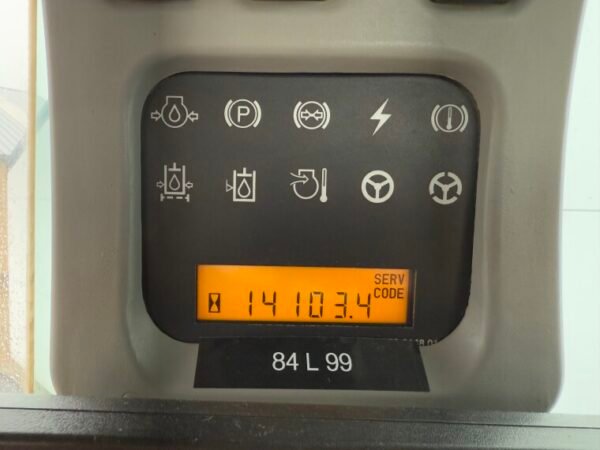 P
SERV
CODE
14103.4
84 L 99